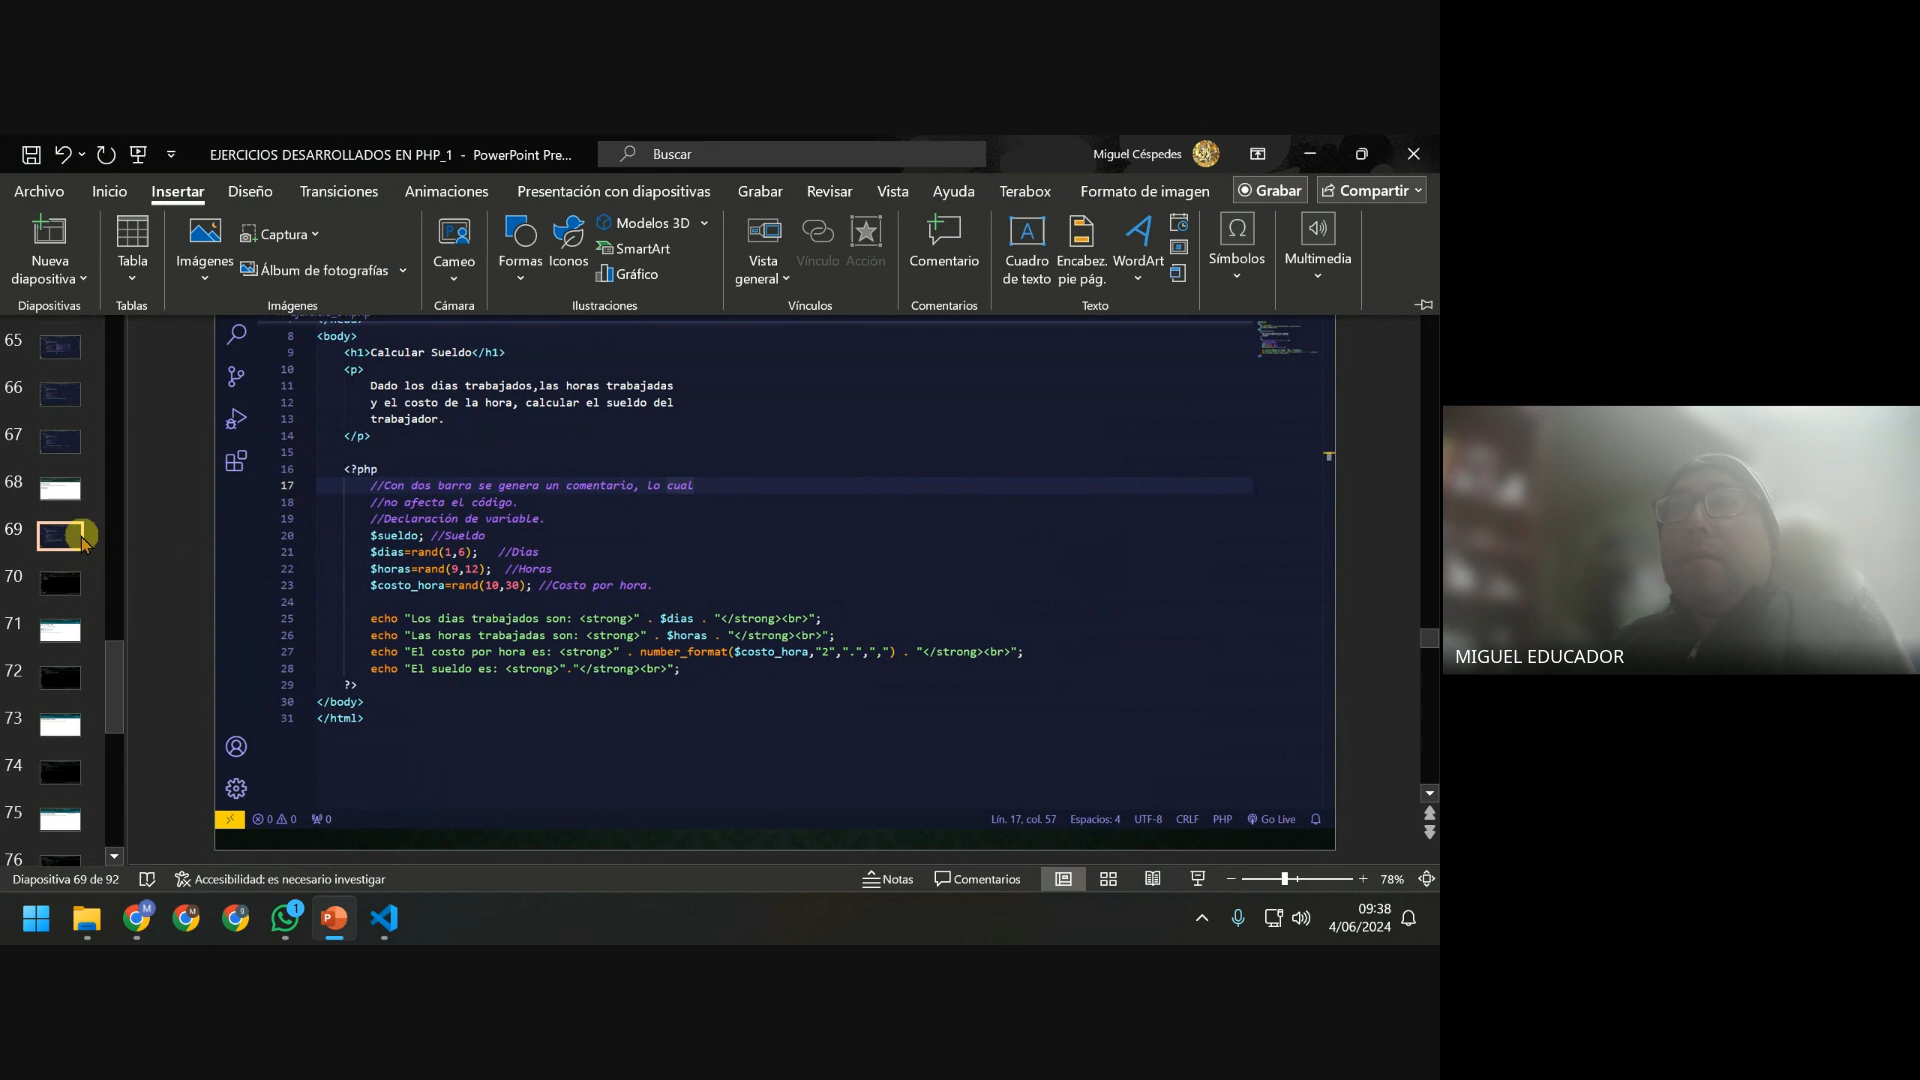 EJERCICIOS DESARROLLADOS EN PHP_1 - PowerPoint Pre...
Buscar
Miguel Céspedes
Archivo Inicio Insertar Diseño Transiciones Animaciones Presentación con diapositivas Grabar Revisar Vista Ayuda Terabox Formato de imagen Grabar Compartir
Nueva diapositiva
Diapositivas
Tabla
Tablas
Imágenes
Captura
Álbum de fotografías
Imágenes
Cameo
Cámara
Formas
Iconos
Modelos 3D
SmartArt
Gráfico
Ilustraciones
Vista general
Vínculo
Acción
Vínculos
Comentario
Comentarios
Cuadro de texto
Encabez. pie pág.
WordArt
Texto
Símbolos
Multimedia
65
66
67
68
69
70
71
72
73
74
75
76
8 <body>
9 <h1>Calcular Sueldo</h1>
10 <p>
11 Dado los dias trabajados,las horas trabajadas
12 y el costo de la hora, calcular el sueldo del
13 trabajador.
14 </p>
15
16 <?php
17 //Con dos barra se genera un comentario, lo cual
18 //no afecta el código.
19 //Declaración de variable.
20 $sueldo; //Sueldo
21 $dias=rand(1,6); //Dias
22 $horas=rand(9,12); //Horas
23 $costo_hora=rand(10,30); //Costo por hora.
24
25 echo "Los dias trabajados son: <strong>" . $dias . "</strong><br>";
26 echo "Las horas trabajadas son: <strong>" . $horas . "</strong><br>";
27 echo "El costo por hora es: <strong>" . number_format($costo_hora,"2",".",",") . "</strong><br>";
28 echo "El sueldo es: <strong>"."</strong><br>";
29 ?>
30 </body>
31 </html>
0 0 0
Lín. 17, col. 57 Espacios: 4 UTF-8 CRLF PHP Go Live
Diapositiva 69 de 92
Accesibilidad: es necesario investigar
Notas
Comentarios
78%
09:38
4/06/2024
MIGUEL EDUCADOR